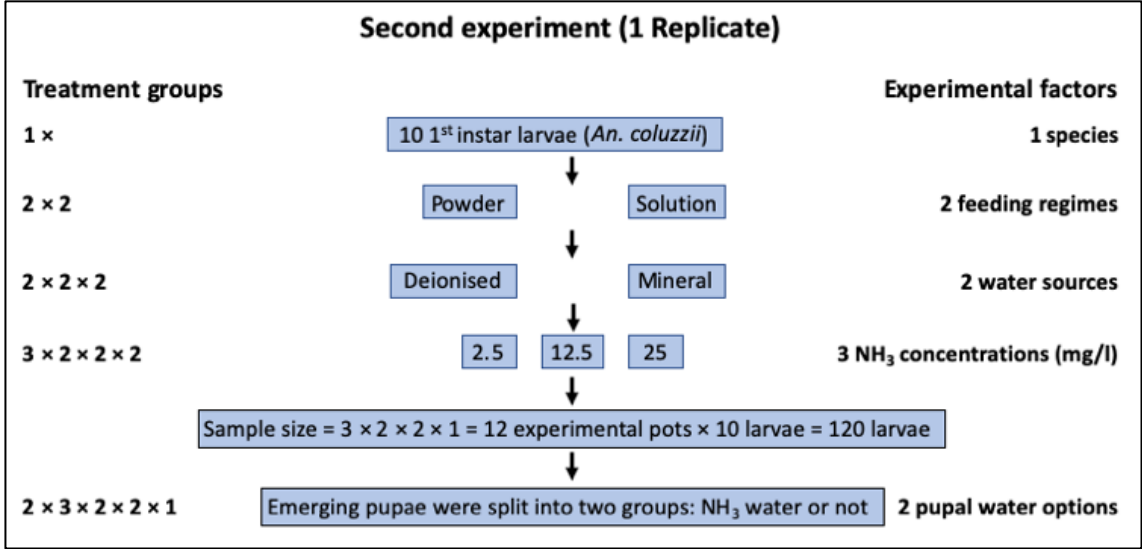 Second experiment (1 Replicate)
Treatment groups
Experimental factors
1 ×
10 1st instar larvae (An. coluzzii)
1 species
2 × 2
Powder
Solution
2 feeding regimes
2 × 2 × 2
Deionised
Mineral
2 water sources
3 × 2 × 2 × 2
2.5
12.5
25
3 NH₃ concentrations (mg/l)
Sample size = 3 × 2 × 2 × 1 = 12 experimental pots × 10 larvae = 120 larvae
2 × 3 × 2 × 2 × 1
Emerging pupae were split into two groups: NH₃ water or not
2 pupal water options